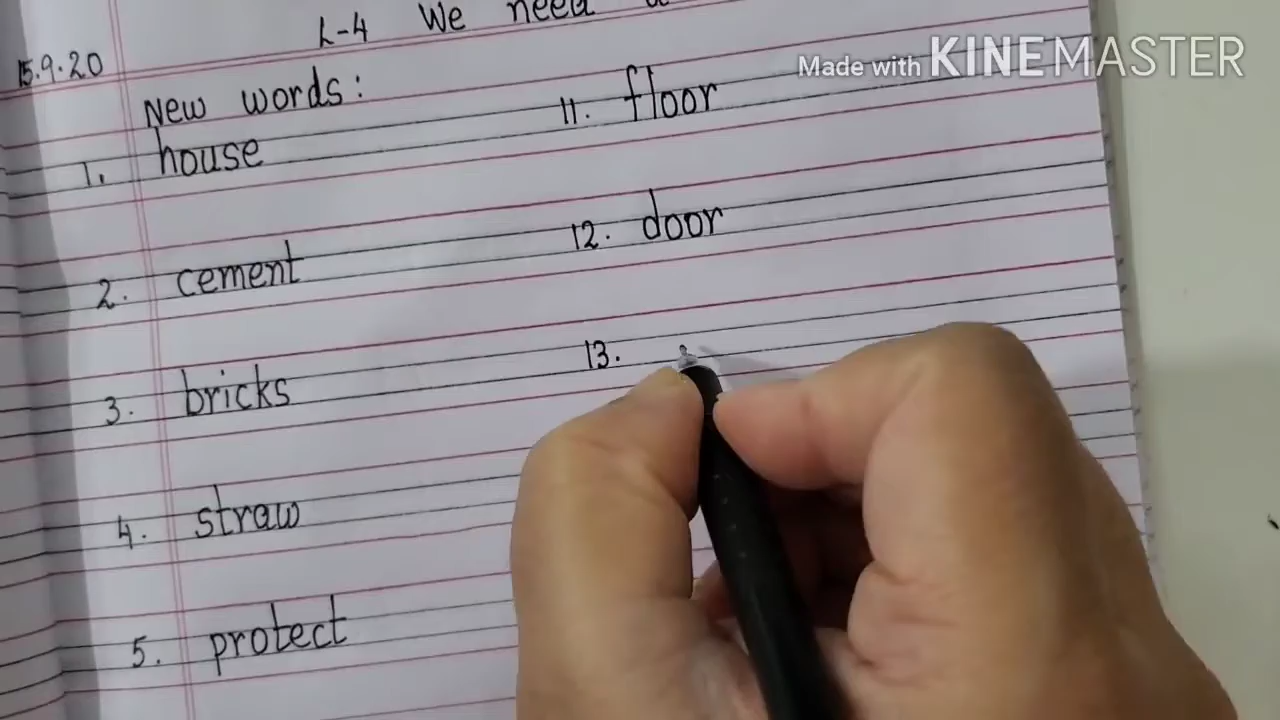 L-4 We need a
15.9.20
New words:
1. house
2. cement
3. bricks
4. straw
5. protect
11. floor
12. door
13.
Made with KINEMASTER